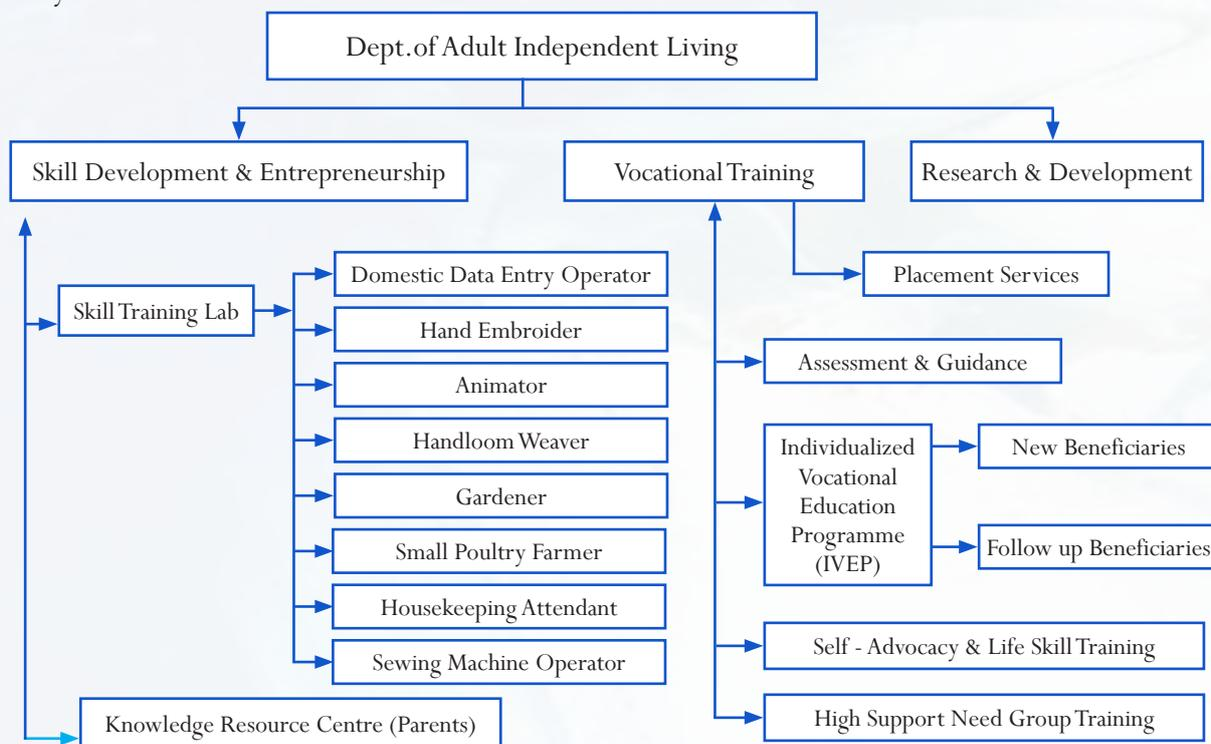 Dept.of Adult Independent Living
Skill Development & Entrepreneurship
Vocational Training
Research & Development
Domestic Data Entry Operator
Placement Services
Skill Training Lab
Hand Embroider
Assessment & Guidance
Animator
Handloom Weaver
Individualized
Vocational
Education
Programme
(IVEP)
New Beneficiaries
Gardener
Small Poultry Farmer
Follow up Beneficiaries
Housekeeping Attendant
Self - Advocacy & Life Skill Training
Sewing Machine Operator
Knowledge Resource Centre (Parents)
High Support Need Group Training